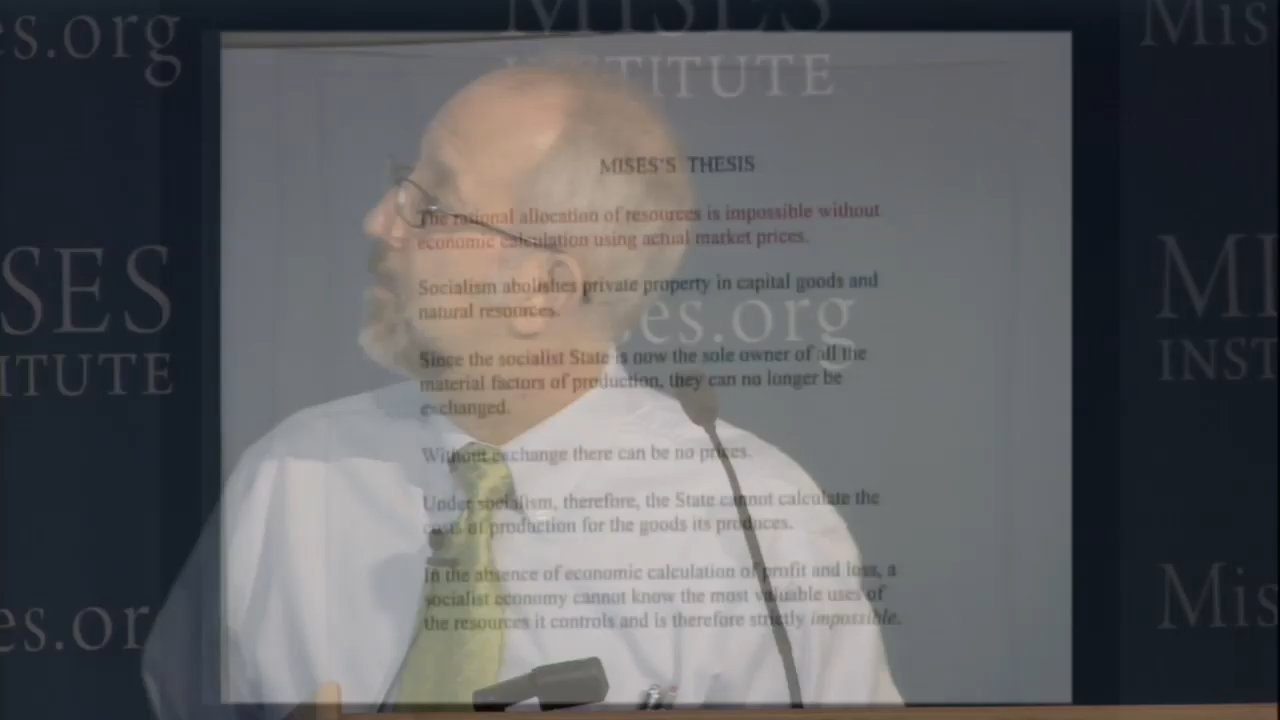 es.org
MISES
INSTITUTE
Mis
MISES'S THESIS
The rational allocation of resources is impossible without
economic calculation using actual market prices.
Socialism abolishes private property in capital goods and
natural resources.
Since the socialist State is now the sole owner of all the
material factors of production, they can no longer be
exchanged.
Without exchange there can be no prices.
Under socialism, therefore, the State cannot calculate the
costs of production for the goods its produces.
In the absence of economic calculation of profit and loss, a
socialist economy cannot know the most valuable uses of
the resources it controls and is therefore strictly impossible.
SES
ITUTE
es.org
MI
INST
es.org
Mis